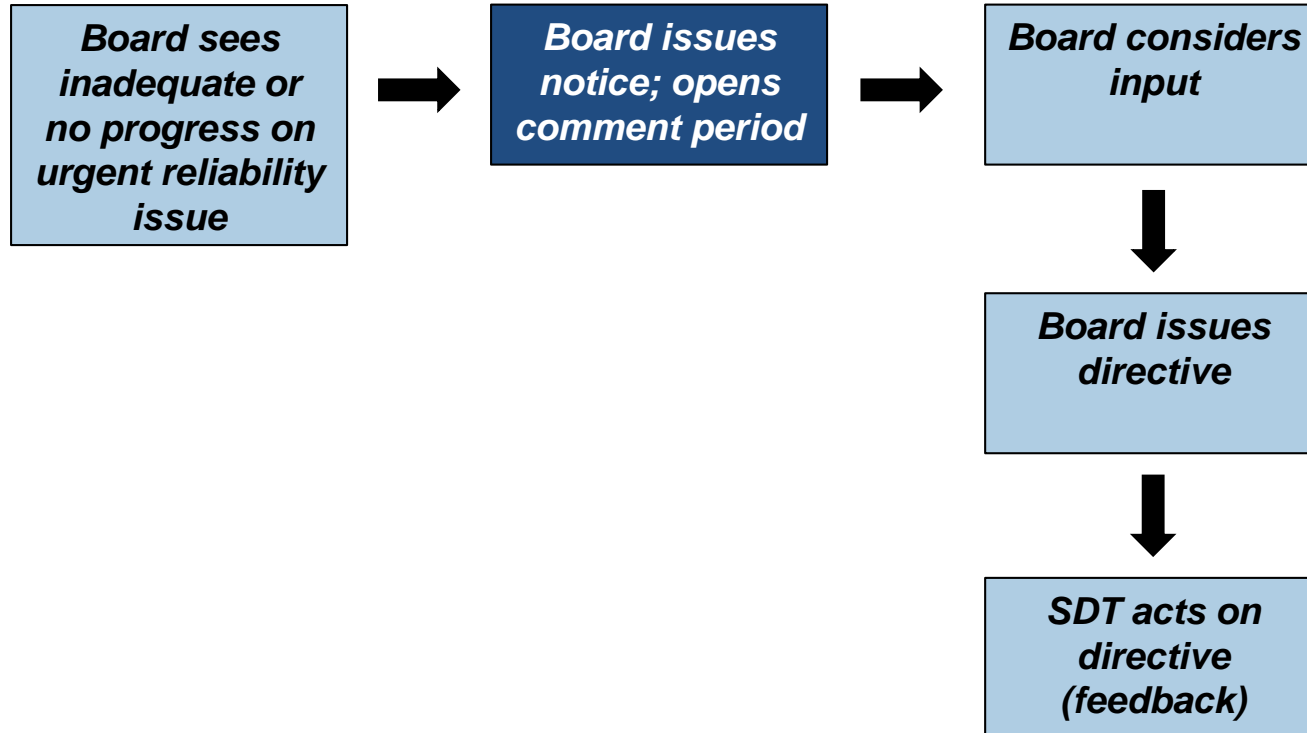 Board sees
inadequate or
no progress on
urgent reliability
issue
Board issues
notice; opens
comment period
Board considers
input
Board issues
directive
SDT acts on
directive
(feedback)